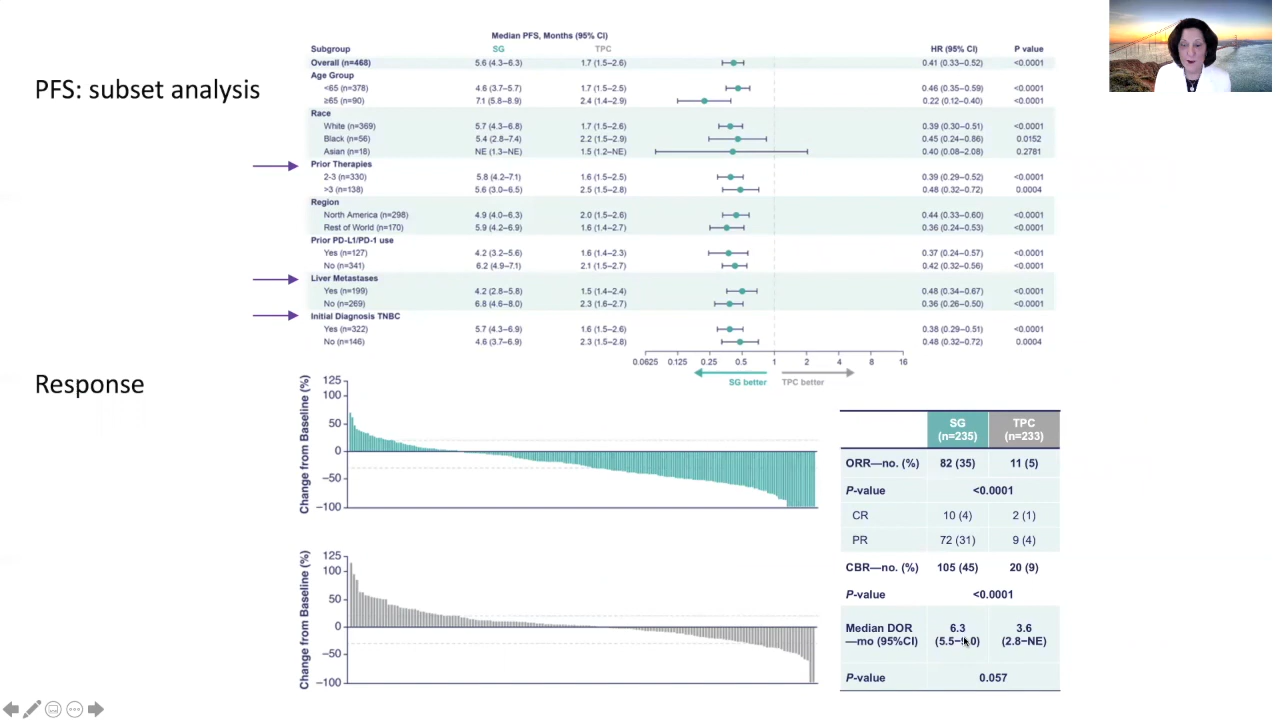 PFS: subset analysis
Median PFS, Months (95% CI)
Subgroup SG TPC HR (95% CI) P value
Overall (n=468) 5.6 (4.3–6.3) 1.7 (1.5–2.6) 0.41 (0.33–0.52) <0.0001
Age Group
<65 (n=378) 4.6 (3.7–5.7) 1.7 (1.5–2.5) 0.46 (0.35–0.59) <0.0001
≥65 (n=90) 7.1 (5.8–8.9) 2.4 (1.4–2.9) 0.22 (0.12–0.40) <0.0001
Race
White (n=369) 5.7 (4.3–6.8) 1.7 (1.5–2.6) 0.39 (0.30–0.51) <0.0001
Black (n=56) 5.4 (2.8–7.4) 2.2 (1.5–2.9) 0.45 (0.24–0.86) 0.0152
Asian (n=18) NE (1.3–NE) 1.5 (1.2–NE) 0.40 (0.08–2.08) 0.2781
Prior Therapies
2-3 (n=330) 5.8 (4.2–7.1) 1.6 (1.5–2.5) 0.39 (0.29–0.52) <0.0001
>3 (n=138) 5.6 (3.0–6.5) 2.5 (1.5–2.8) 0.48 (0.32–0.72) 0.0004
Region
North America (n=298) 4.9 (4.0–6.3) 2.0 (1.5–2.6) 0.44 (0.33–0.60) <0.0001
Rest of World (n=170) 5.9 (4.2–6.9) 1.6 (1.4–2.7) 0.36 (0.24–0.53) <0.0001
Prior PD-L1/PD-1 use
Yes (n=127) 4.2 (3.2–5.6) 1.6 (1.4–2.3) 0.37 (0.24–0.57) <0.0001
No (n=341) 6.2 (4.9–7.1) 2.1 (1.5–2.7) 0.42 (0.32–0.56) <0.0001
Liver Metastases
Yes (n=199) 4.2 (2.8–5.8) 1.5 (1.4–2.4) 0.48 (0.34–0.67) <0.0001
No (n=269) 6.8 (4.6–8.0) 2.3 (1.6–2.7) 0.36 (0.26–0.50) <0.0001
Initial Diagnosis TNBC
Yes (n=322) 5.7 (4.3–6.9) 1.6 (1.5–2.6) 0.38 (0.29–0.51) <0.0001
No (n=146) 4.6 (3.7–6.9) 2.3 (1.5–2.8) 0.48 (0.32–0.72) 0.0004
0.0625 0.125 0.25 0.5 1 2 4 8 16
SG better TPC better
Response
Change from Baseline (%)
125
100
50
0
−50
−100
Change from Baseline (%)
125
100
50
0
−50
−100
SG (n=235) TPC (n=233)
ORR—no. (%) 82 (35) 11 (5)
P-value <0.0001
CR 10 (4) 2 (1)
PR 72 (31) 9 (4)
CBR—no. (%) 105 (45) 20 (9)
P-value <0.0001
Median DOR 6.3 3.6
—mo (95%CI) (2.8−NE)
P-value 0.057